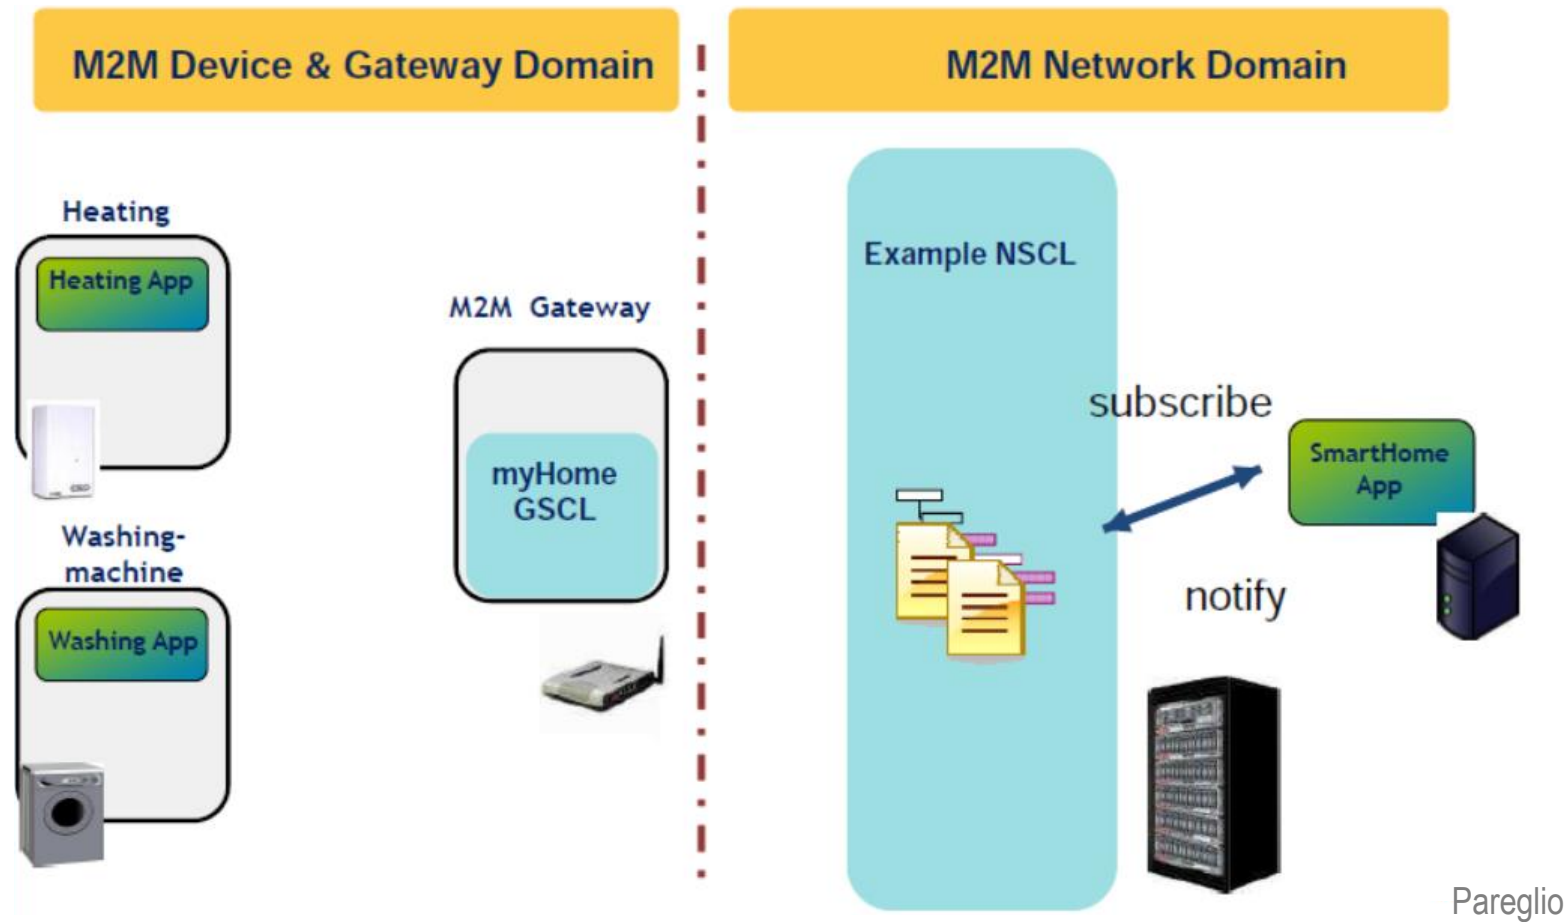 M2M Device & Gateway Domain
M2M Network Domain
Heating
Heating App
Washing-
machine
Washing App
M2M Gateway
myHome
GSCL
Example NSCL
subscribe
SmartHome
App
notify
Pareglio